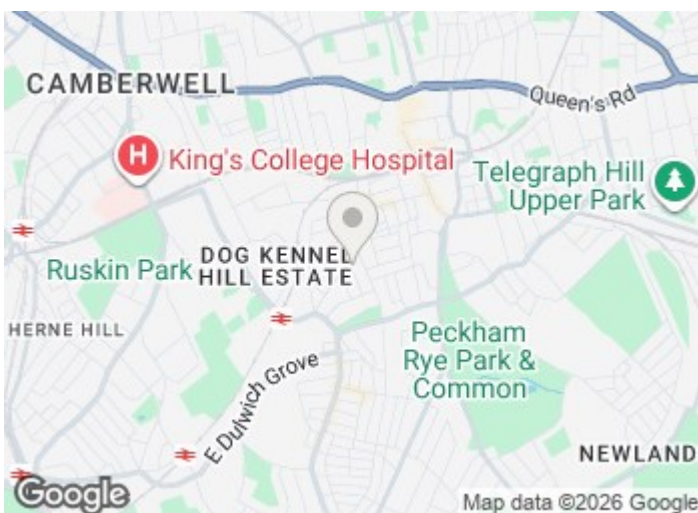 CAMBERWELL
Queen's Rd
H
King's College Hospital
Telegraph Hill
Upper Park
DOG KENNEL
HILL ESTATE
Ruskin Park
HERNE HILL
Peckham
Rye Park &
Common
E Dulwich Grove
NEWLAND
Google
Map data ©2026 Google